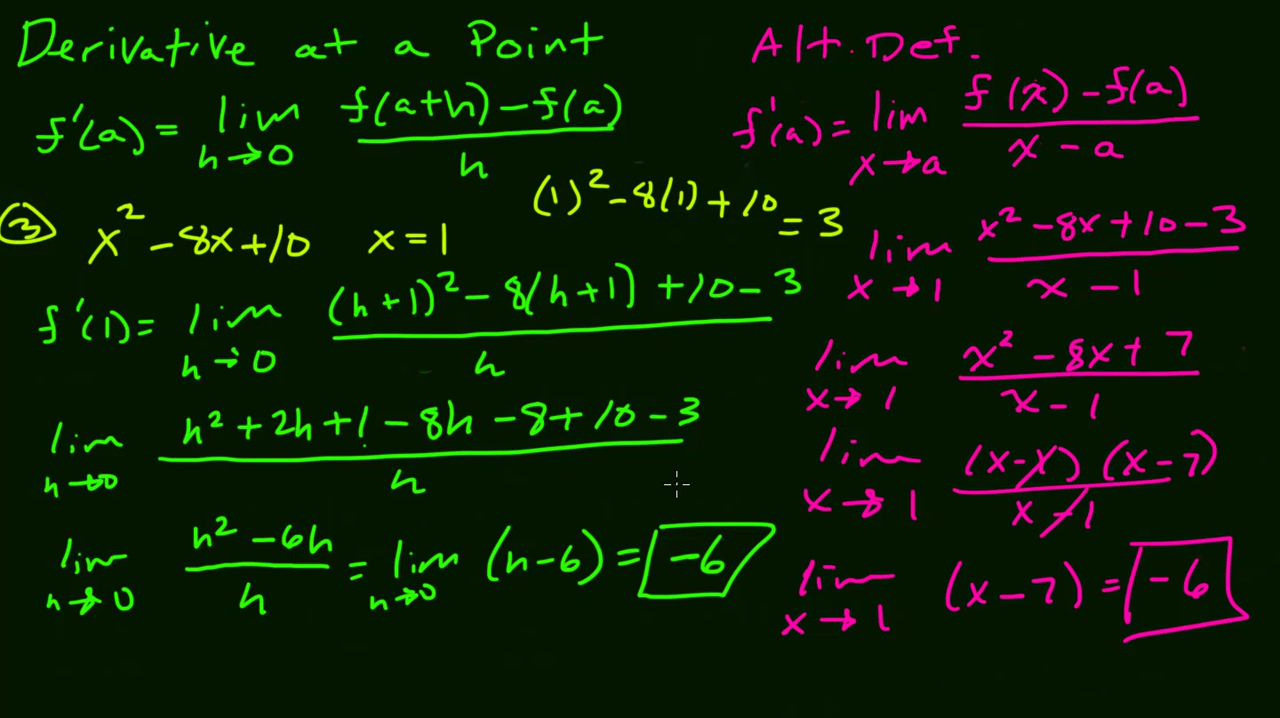 Derivative at a Point
f'(a) = lim h→0 f(a+h) - f(a) / h
(1)² - 8(1) + 10 = 3
③ x² - 8x + 10   x = 1
f'(1) = lim h→0 (h+1)² - 8(h+1) + 10 - 3 / h
lim h→0 h² + 2h + 1 - 8h - 8 + 10 - 3 / h
lim h→0 h² - 6h / h = lim h→0 (h-6) = -6
Alt. Def.
f'(a) = lim x→a f(x) - f(a) / x - a
lim x→1 x² - 8x + 10 - 3 / x - 1
lim x→1 x² - 8x + 7 / x - 1
lim x→1 (x-1) (x-7) / x - 1
lim x→1 (x-7) = -6